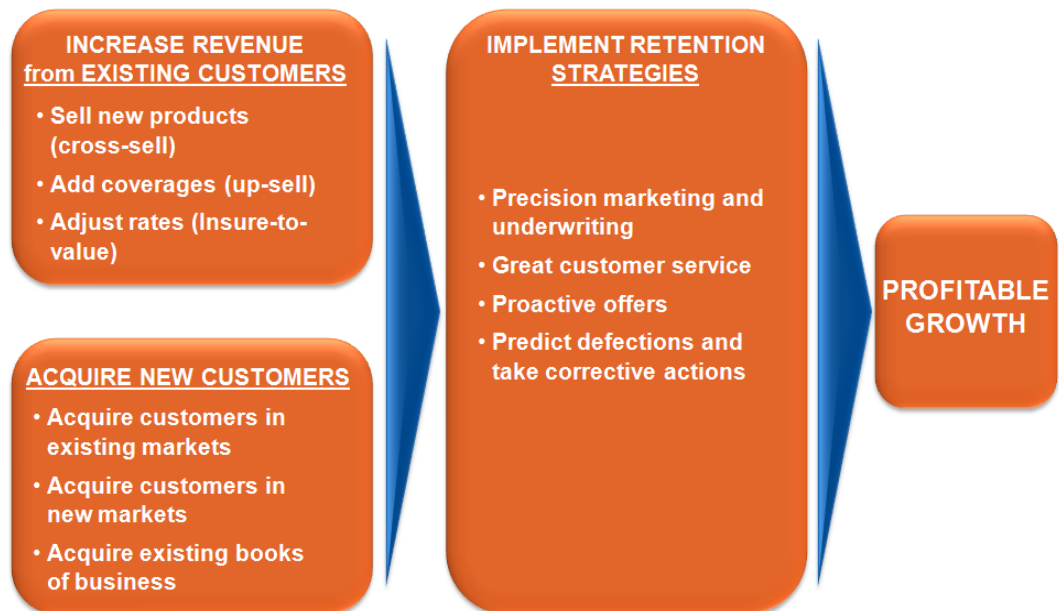 INCREASE REVENUE
from EXISTING CUSTOMERS
• Sell new products
(cross-sell)
• Add coverages (up-sell)
• Adjust rates (Insure-to-
value)
ACQUIRE NEW CUSTOMERS
• Acquire customers in
existing markets
• Acquire customers in
new markets
• Acquire existing books
of business
IMPLEMENT RETENTION
STRATEGIES
• Precision marketing and
underwriting
• Great customer service
• Proactive offers
• Predict defections and
take corrective actions
PROFITABLE
GROWTH